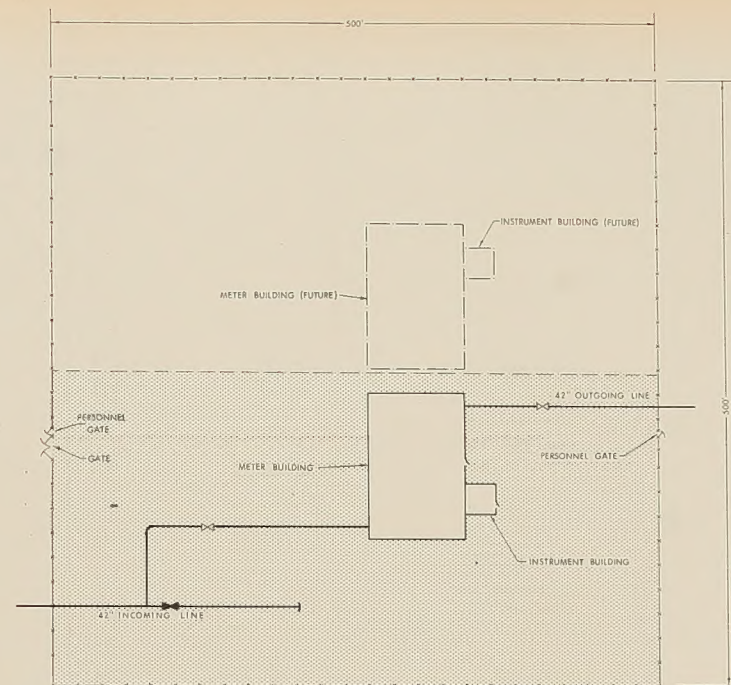 500'
INSTRUMENT BUILDING (FUTURE)
METER BUILDING (FUTURE)
42" OUTGOING LINE
500'
PERSONNEL
GATE
GATE
PERSONNEL GATE
METER BUILDING
INSTRUMENT BUILDING
42" INCOMING LINE